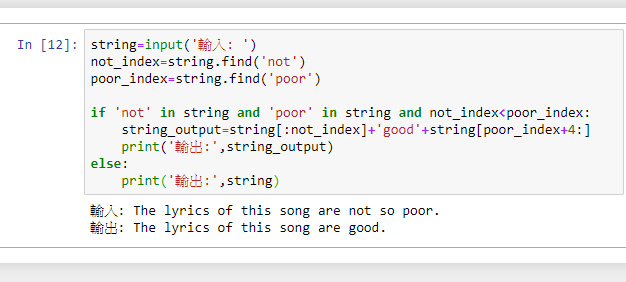 In [12]: string=input('輸入: ')
not_index=string.find('not')
poor_index=string.find('poor')
if 'not' in string and 'poor' in string and not_index<poor_index:
    string_output=string[:not_index]+'good'+string[poor_index+4:]
    print('輸出:',string_output)
else:
    print('輸出:',string)
輸入: The lyrics of this song are not so poor.
輸出: The lyrics of this song are good.